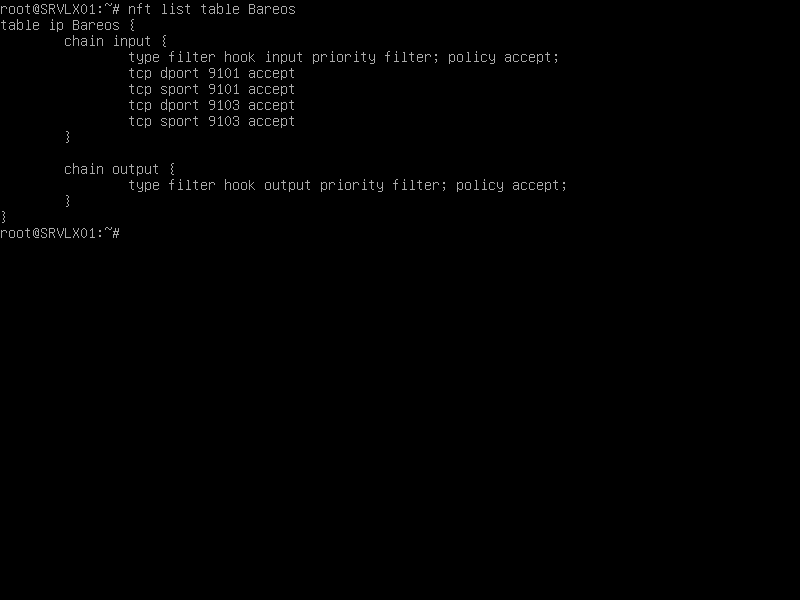 root@SRVLX01:~# nft list table Bareos
table ip Bareos {
        chain input {
                type filter hook input priority filter; policy accept;
                tcp dport 9101 accept
                tcp sport 9101 accept
                tcp dport 9103 accept
                tcp sport 9103 accept
        }

        chain output {
                type filter hook output priority filter; policy accept;
        }
}
root@SRVLX01:~#